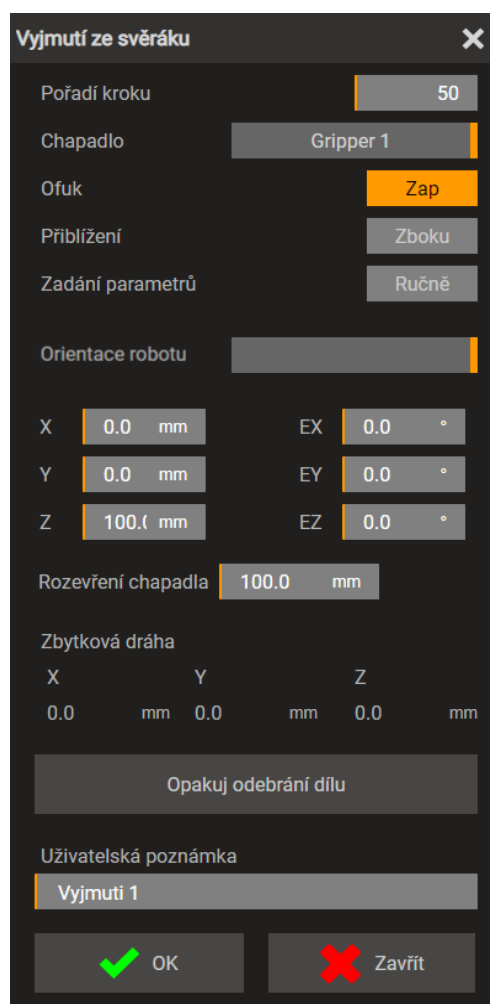 Vyjmutí ze svěráku
Pořadí kroku 50
Chapadlo Gripper 1
Ofuk Zap
Přiblížení Zboku
Zadání parametrů Ručně
Orientace robotu
X 0.0 mm EX 0.0 °
Y 0.0 mm EY 0.0 °
Z 100.( mm EZ 0.0 °
Rozevření chapadla 100.0 mm
Zbytková dráha
X Y Z
0.0 mm 0.0 mm 0.0 mm
Opakuj odebrání dílu
Uživatelská poznámka
Vyjmuti 1
OK Zavřít